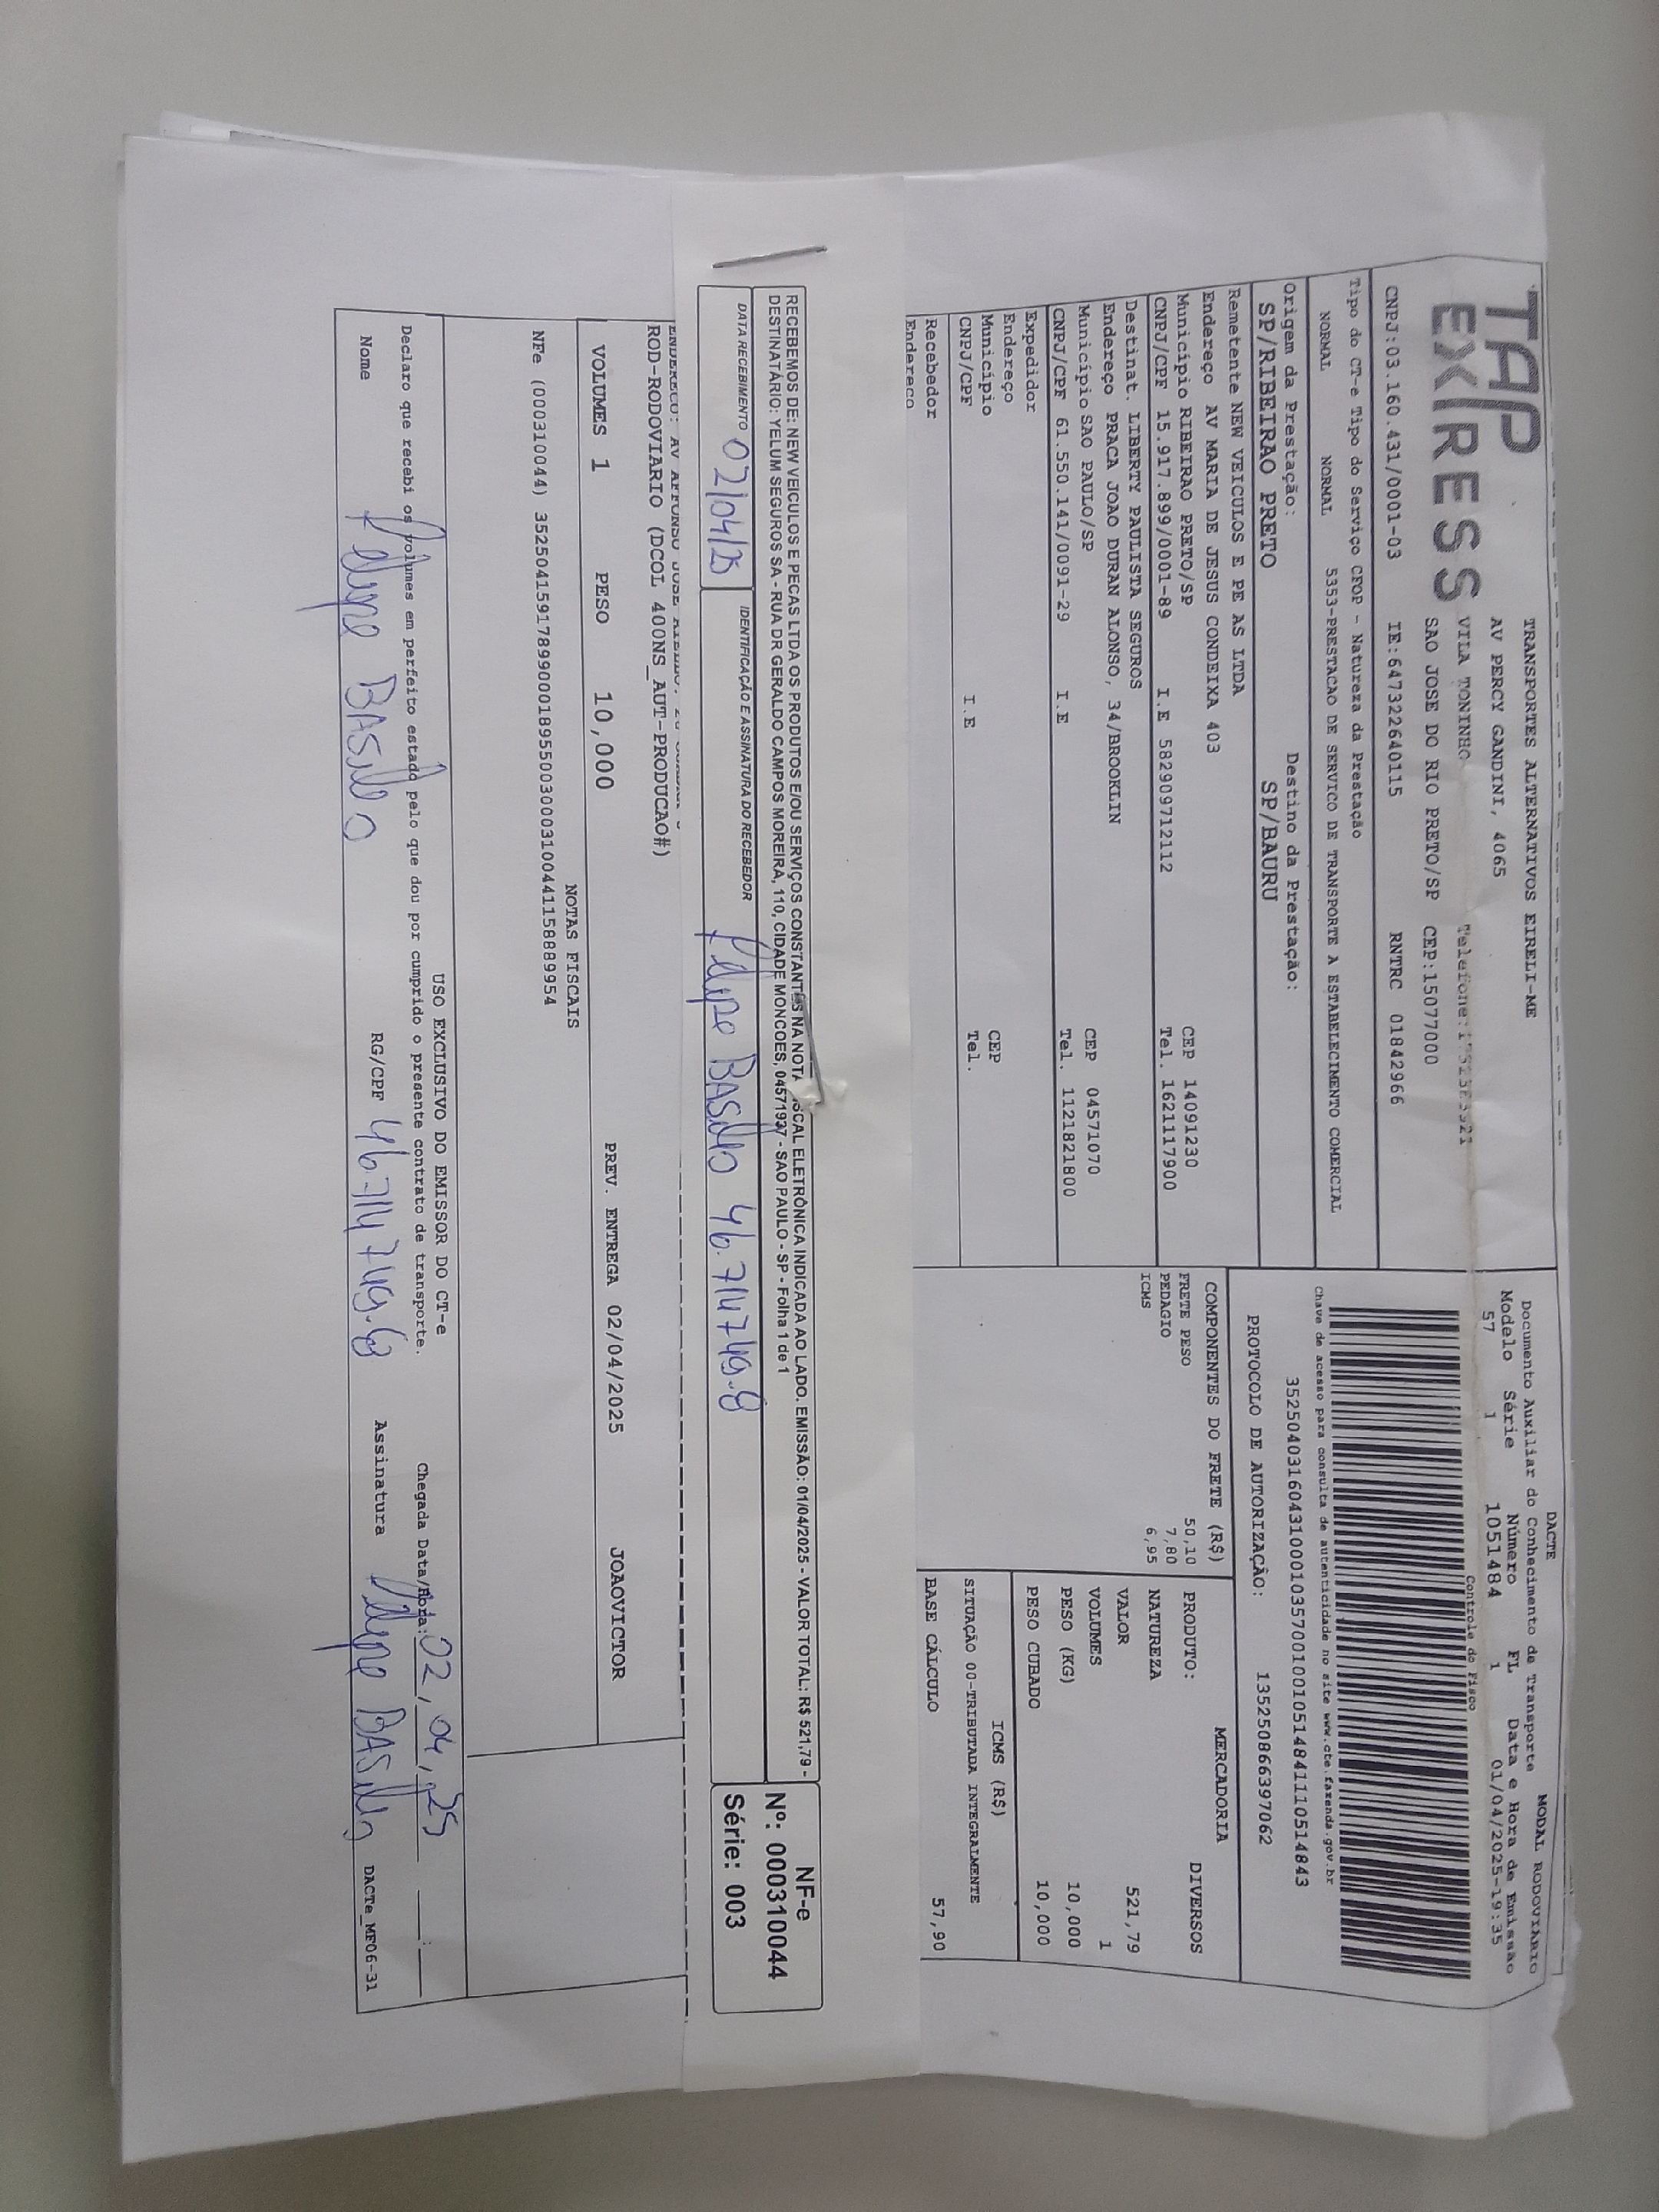 TAP
EXPRESS
TRANSPORTES ALTERNATIVOS EIRELI-ME
AV PERCY GANDINI, 4065
VILA TONINHO
SAO JOSE DO RIO PRETO/SP CEP:15077000
CNPJ:03.160.431/0001-03 IE:647322640115 RNTRC 01842966
Tipo do CT-e Tipo do Serviço CFOP - Natureza da Prestação
NORMAL NORMAL 5353-PRESTACAO DE SERVICO DE TRANSPORTE A ESTABELECIMENTO COMERCIAL
Origem da Prestação: Destino da Prestação:
SP/RIBEIRAO PRETO SP/BAURU
DACTE MODAL RODOVIARIO
Documento Auxiliar do Conhecimento de Transporte
Modelo Série Número FL Data e Hora de Emissão
57 1 1051484 1 01/04/2025-19:35
Controle do Fisco
Chave de acesso para consulta de autenticidade no site www.cte.fazenda.gov.br
35250403160431000103570010010514841110514843
PROTOCOLO DE AUTORIZAÇÃO: 135250866397062
Remetente NEW VEICULOS E PE AS LTDA
Endereço AV MARIA DE JESUS CONDEIXA 403
Município RIBEIRAO PRETO/SP CEP 14091230
CNPJ/CPF 15.917.899/0001-89 I.E 582909712112 Tel. 1621117900
Destinat. LIBERTY PAULISTA SEGUROS
Endereço PRACA JOAO DURAN ALONSO, 34/BROOKLIN
Município SAO PAULO/SP CEP 04571070
CNPJ/CPF 61.550.141/0091-29 I.E Tel. 1121821800
Expedidor
Endereço
Município CEP
CNPJ/CPF I.E Tel.
Recebedor
Endereço
COMPONENTES DO FRETE (R$)
FRETE PESO 50,10
PEDAGIO 7,80
ICMS 6,95
MERCADORIA
PRODUTO: DIVERSOS
NATUREZA
VALOR 521,79
VOLUMES 1
PESO (KG) 10,000
PESO CUBADO 10,000
ICMS (R$)
SITUAÇÃO 00-TRIBUTADA INTEGRALMENTE
BASE CÁLCULO 57,90
RECEBEMOS DE: NEW VEICULOS E PECAS LTDA OS PRODUTOS E/OU SERVIÇOS CONSTANTES NA NOTA FISCAL ELETRÔNICA INDICADA AO LADO. EMISSÃO: 01/04/2025 - VALOR TOTAL: R$ 521,79 -
DESTINATÁRIO: YELUM SEGUROS SA - RUA DR GERALDO CAMPOS MOREIRA, 110, CIDADE MONCOES, 04571937 - SAO PAULO - SP - Folha 1 de 1
DATA RECEBIMENTO 02/04/25
IDENTIFICAÇÃO E ASSINATURA DO RECEBEDOR Felipe BASílio 46.714749.8
NF-e
Nº: 000310044
Série: 003
ROD-RODOVIARIO (DCOL 400NS_AUT-PRODUCAO#)
VOLUMES 1 PESO 10,000 PREV. ENTREGA 02/04/2025 JOAOVICTOR
NOTAS FISCAIS
NFe (000310044) 35250415917899000189550030003100441158889954
USO EXCLUSIVO DO EMISSOR DO CT-e
Declaro que recebi os volumes em perfeito estado pelo que dou por cumprido o presente contrato de transporte. Chegada Data/Hora: 02, 04, 25
Nome Felipe BASílio RG/CPF Assinatura Felipe BASílio DACTe_MF06-31